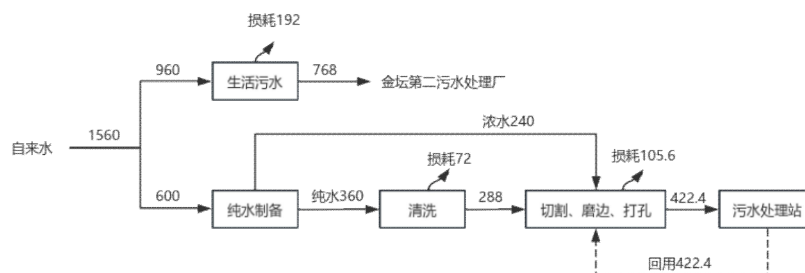 损耗192
960
生活污水
768
金坛第二污水处理厂
自来水
1560
浓水240
损耗72
损耗105.6
600
纯水制备
纯水360
清洗
288
切割、磨边、打孔
422.4
污水处理站
回用422.4